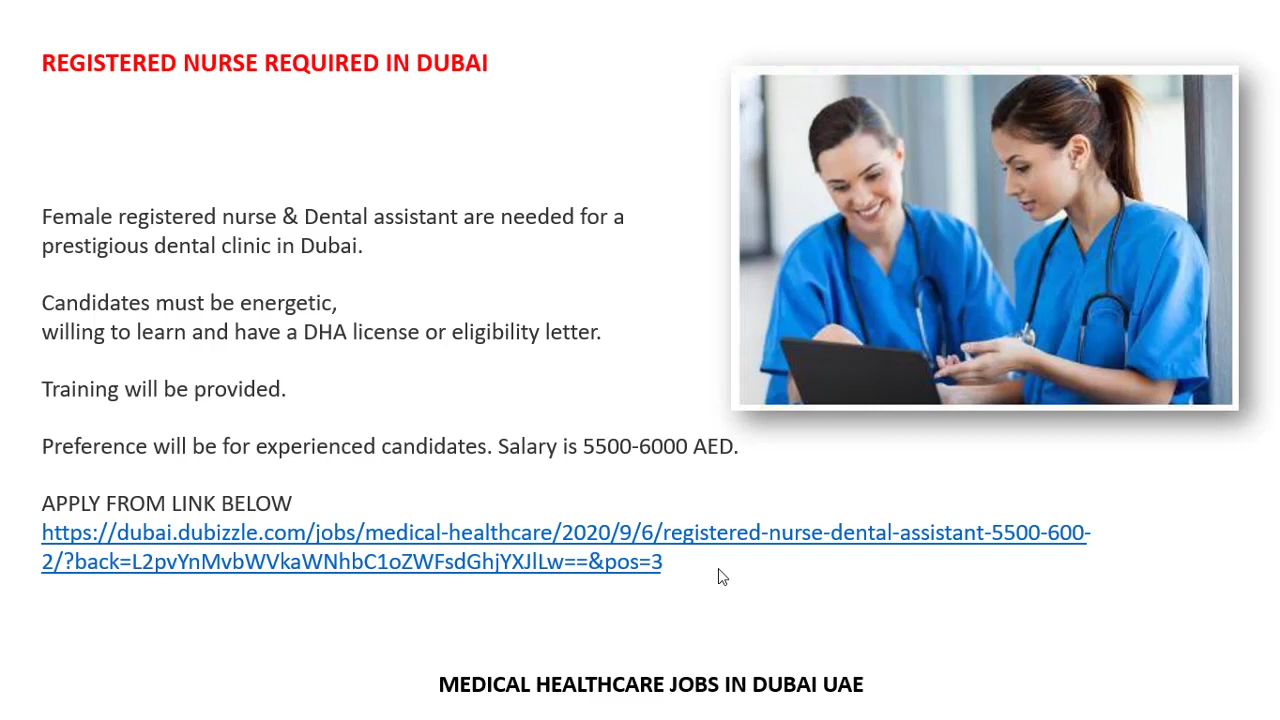 REGISTERED NURSE REQUIRED IN DUBAI
Female registered nurse & Dental assistant are needed for a
prestigious dental clinic in Dubai.
Candidates must be energetic,
willing to learn and have a DHA license or eligibility letter.
Training will be provided.
Preference will be for experienced candidates. Salary is 5500-6000 AED.
APPLY FROM LINK BELOW
https://dubai.dubizzle.com/jobs/medical-healthcare/2020/9/6/registered-nurse-dental-assistant-5500-600-
2/?back=L2pvYnMvbWVkaWNhbC1oZWFsdGhjYXJlLw==&pos=3
MEDICAL HEALTHCARE JOBS IN DUBAI UAE